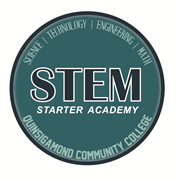 SCIENCE | TECHNOLOGY | ENGINEERING | MATH
STEM
STARTER ACADEMY
QUINSIGAMOND COMMUNITY COLLEGE